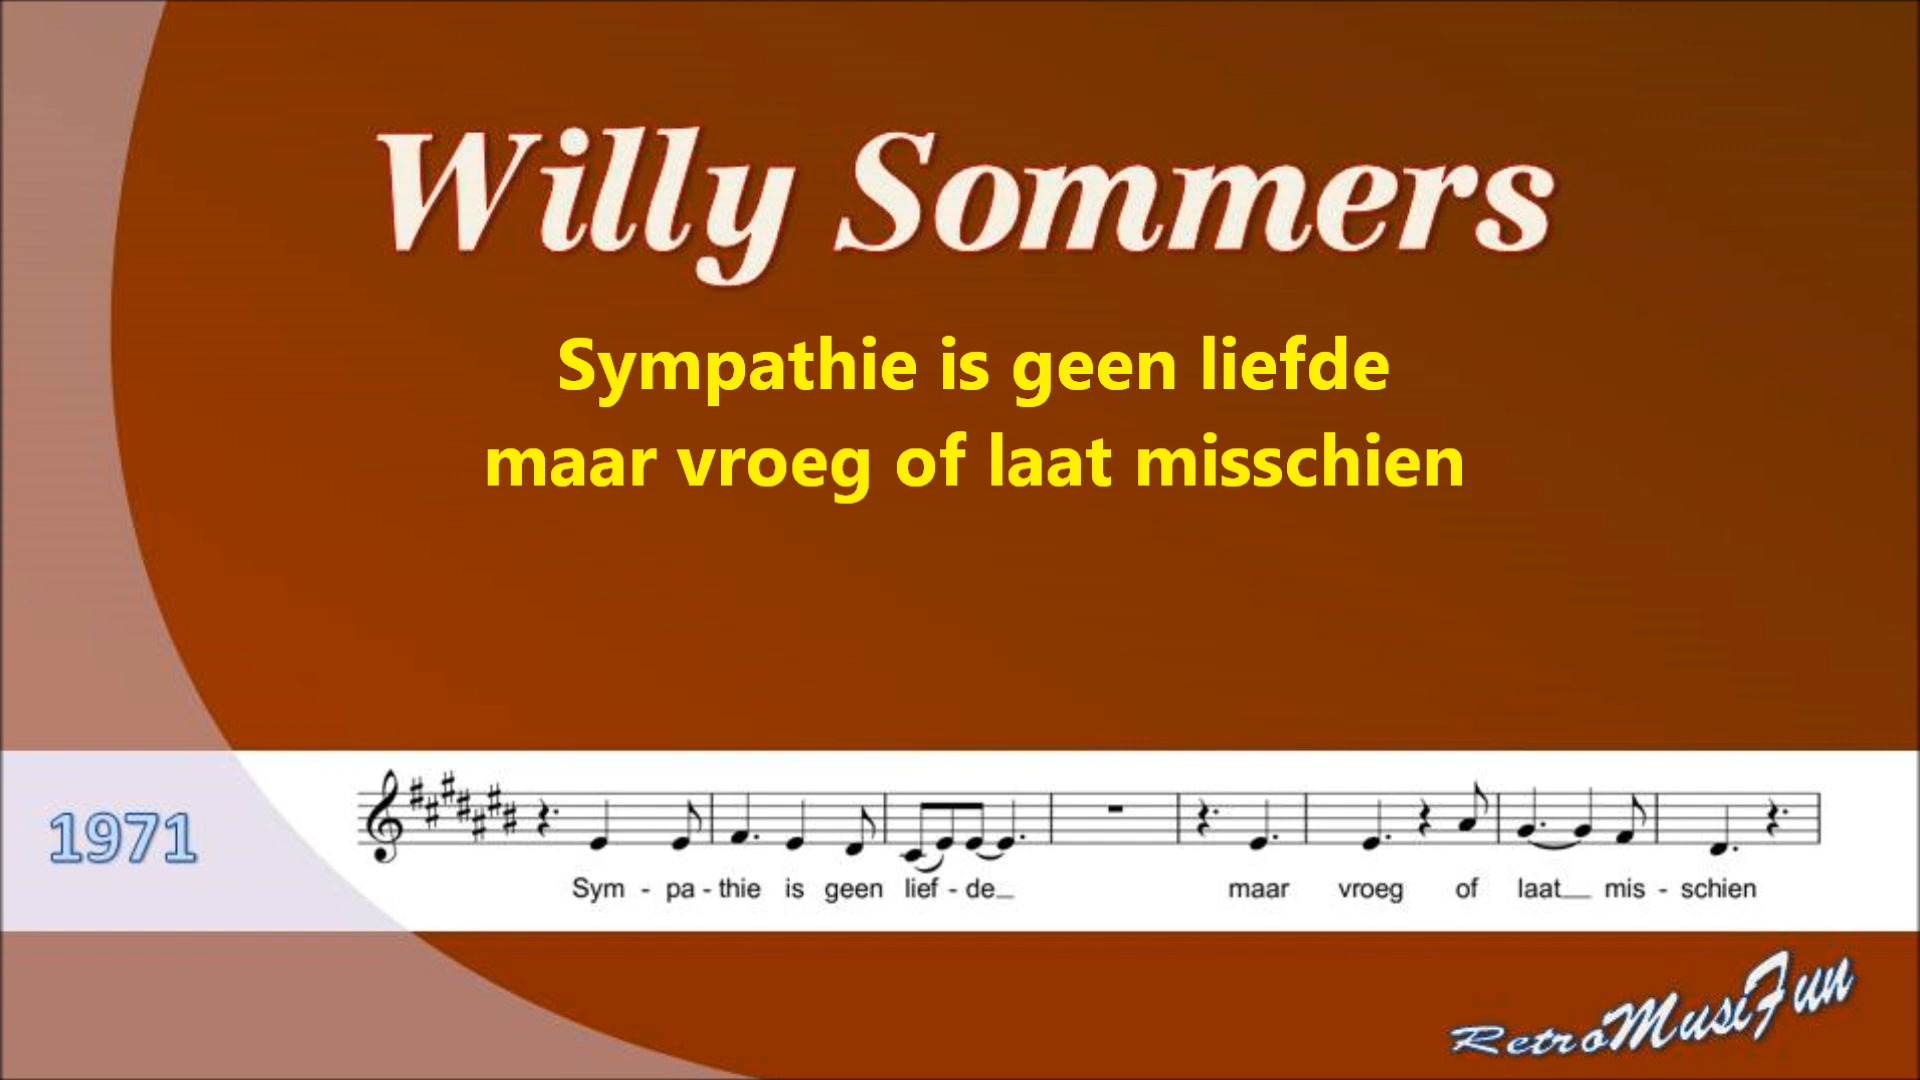 Willy Sommers
Sympathie is geen liefde
maar vroeg of laat misschien
1971
Sym - pa - thie is geen lief - de_ maar vroeg of laat_ mis - schien
RetroMusiFun